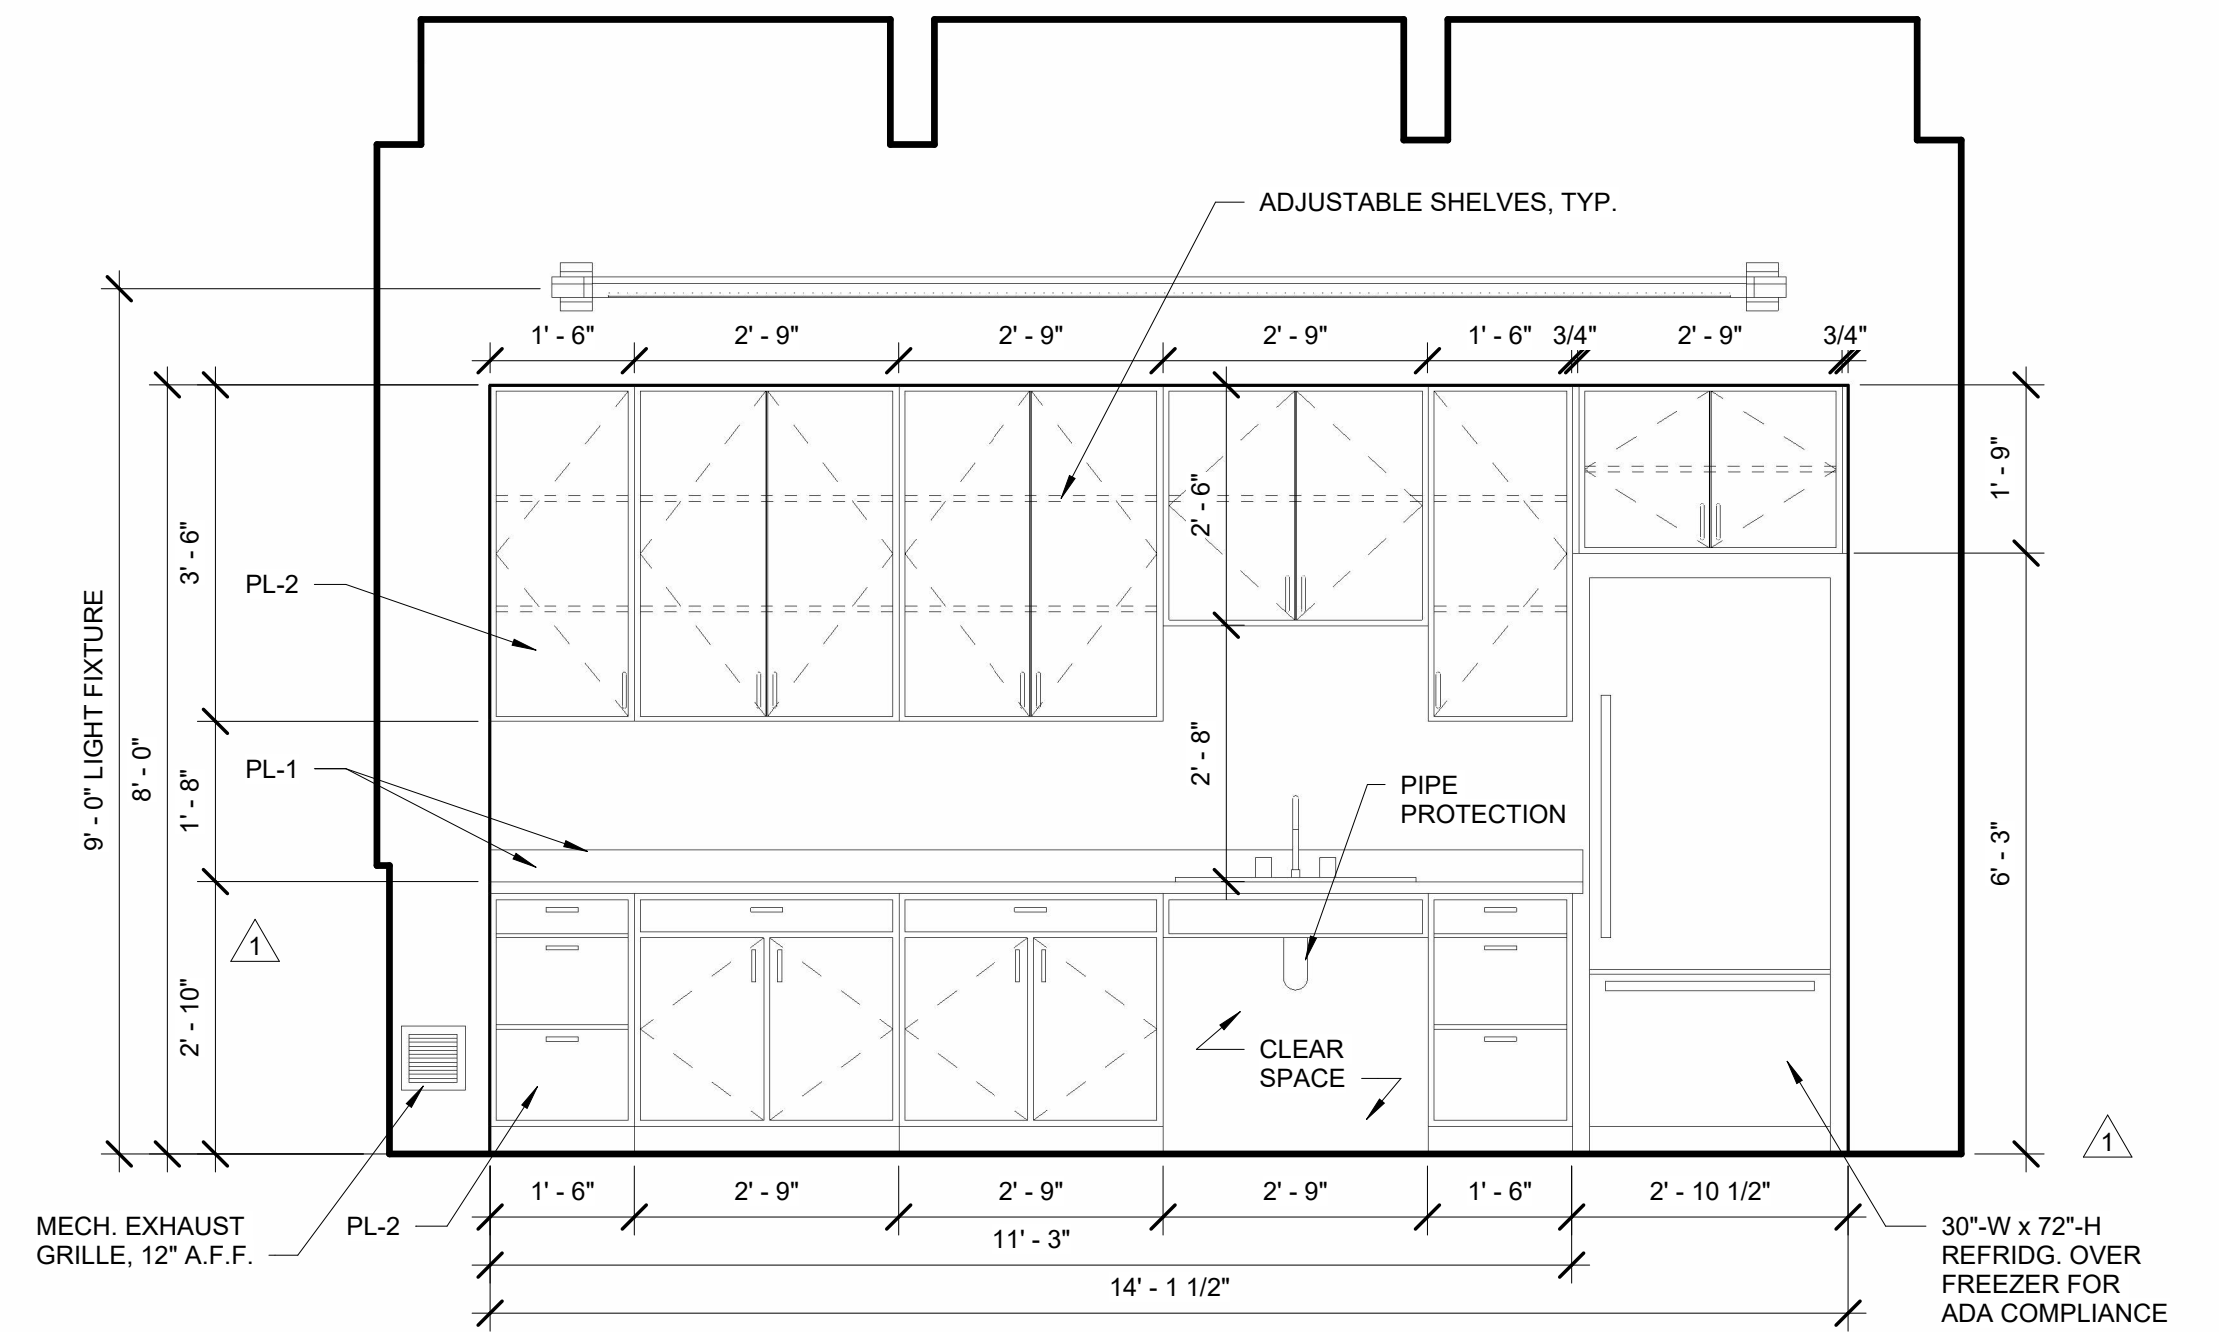 ADJUSTABLE SHELVES, TYP.
1' - 6"
2' - 9"
2' - 9"
2' - 9"
1' - 6"
3/4"
2' - 9"
3/4"
9' - 0" LIGHT FIXTURE
8' - 0"
3' - 6"
1' - 8"
2' - 10"
PL-2
PL-1
2' - 6"
2' - 8"
1' - 9"
6' - 3"
PIPE
PROTECTION
CLEAR
SPACE
1
1
1' - 6"
2' - 9"
2' - 9"
2' - 9"
1' - 6"
2' - 10 1/2"
11' - 3"
14' - 1 1/2"
MECH. EXHAUST
GRILLE, 12" A.F.F.
PL-2
30"-W x 72"-H
REFRIDG. OVER
FREEZER FOR
ADA COMPLIANCE